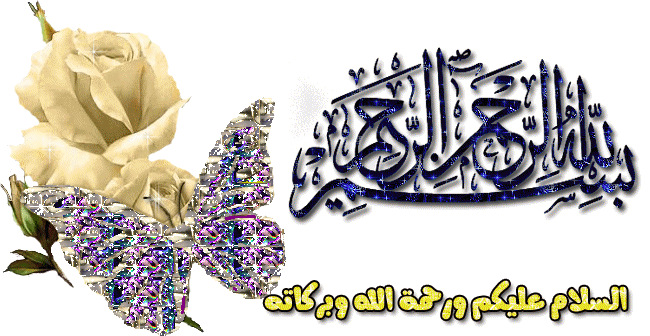 بسم الله الرحمن الرحيم
السلام عليكم ورحمة الله وبركاته